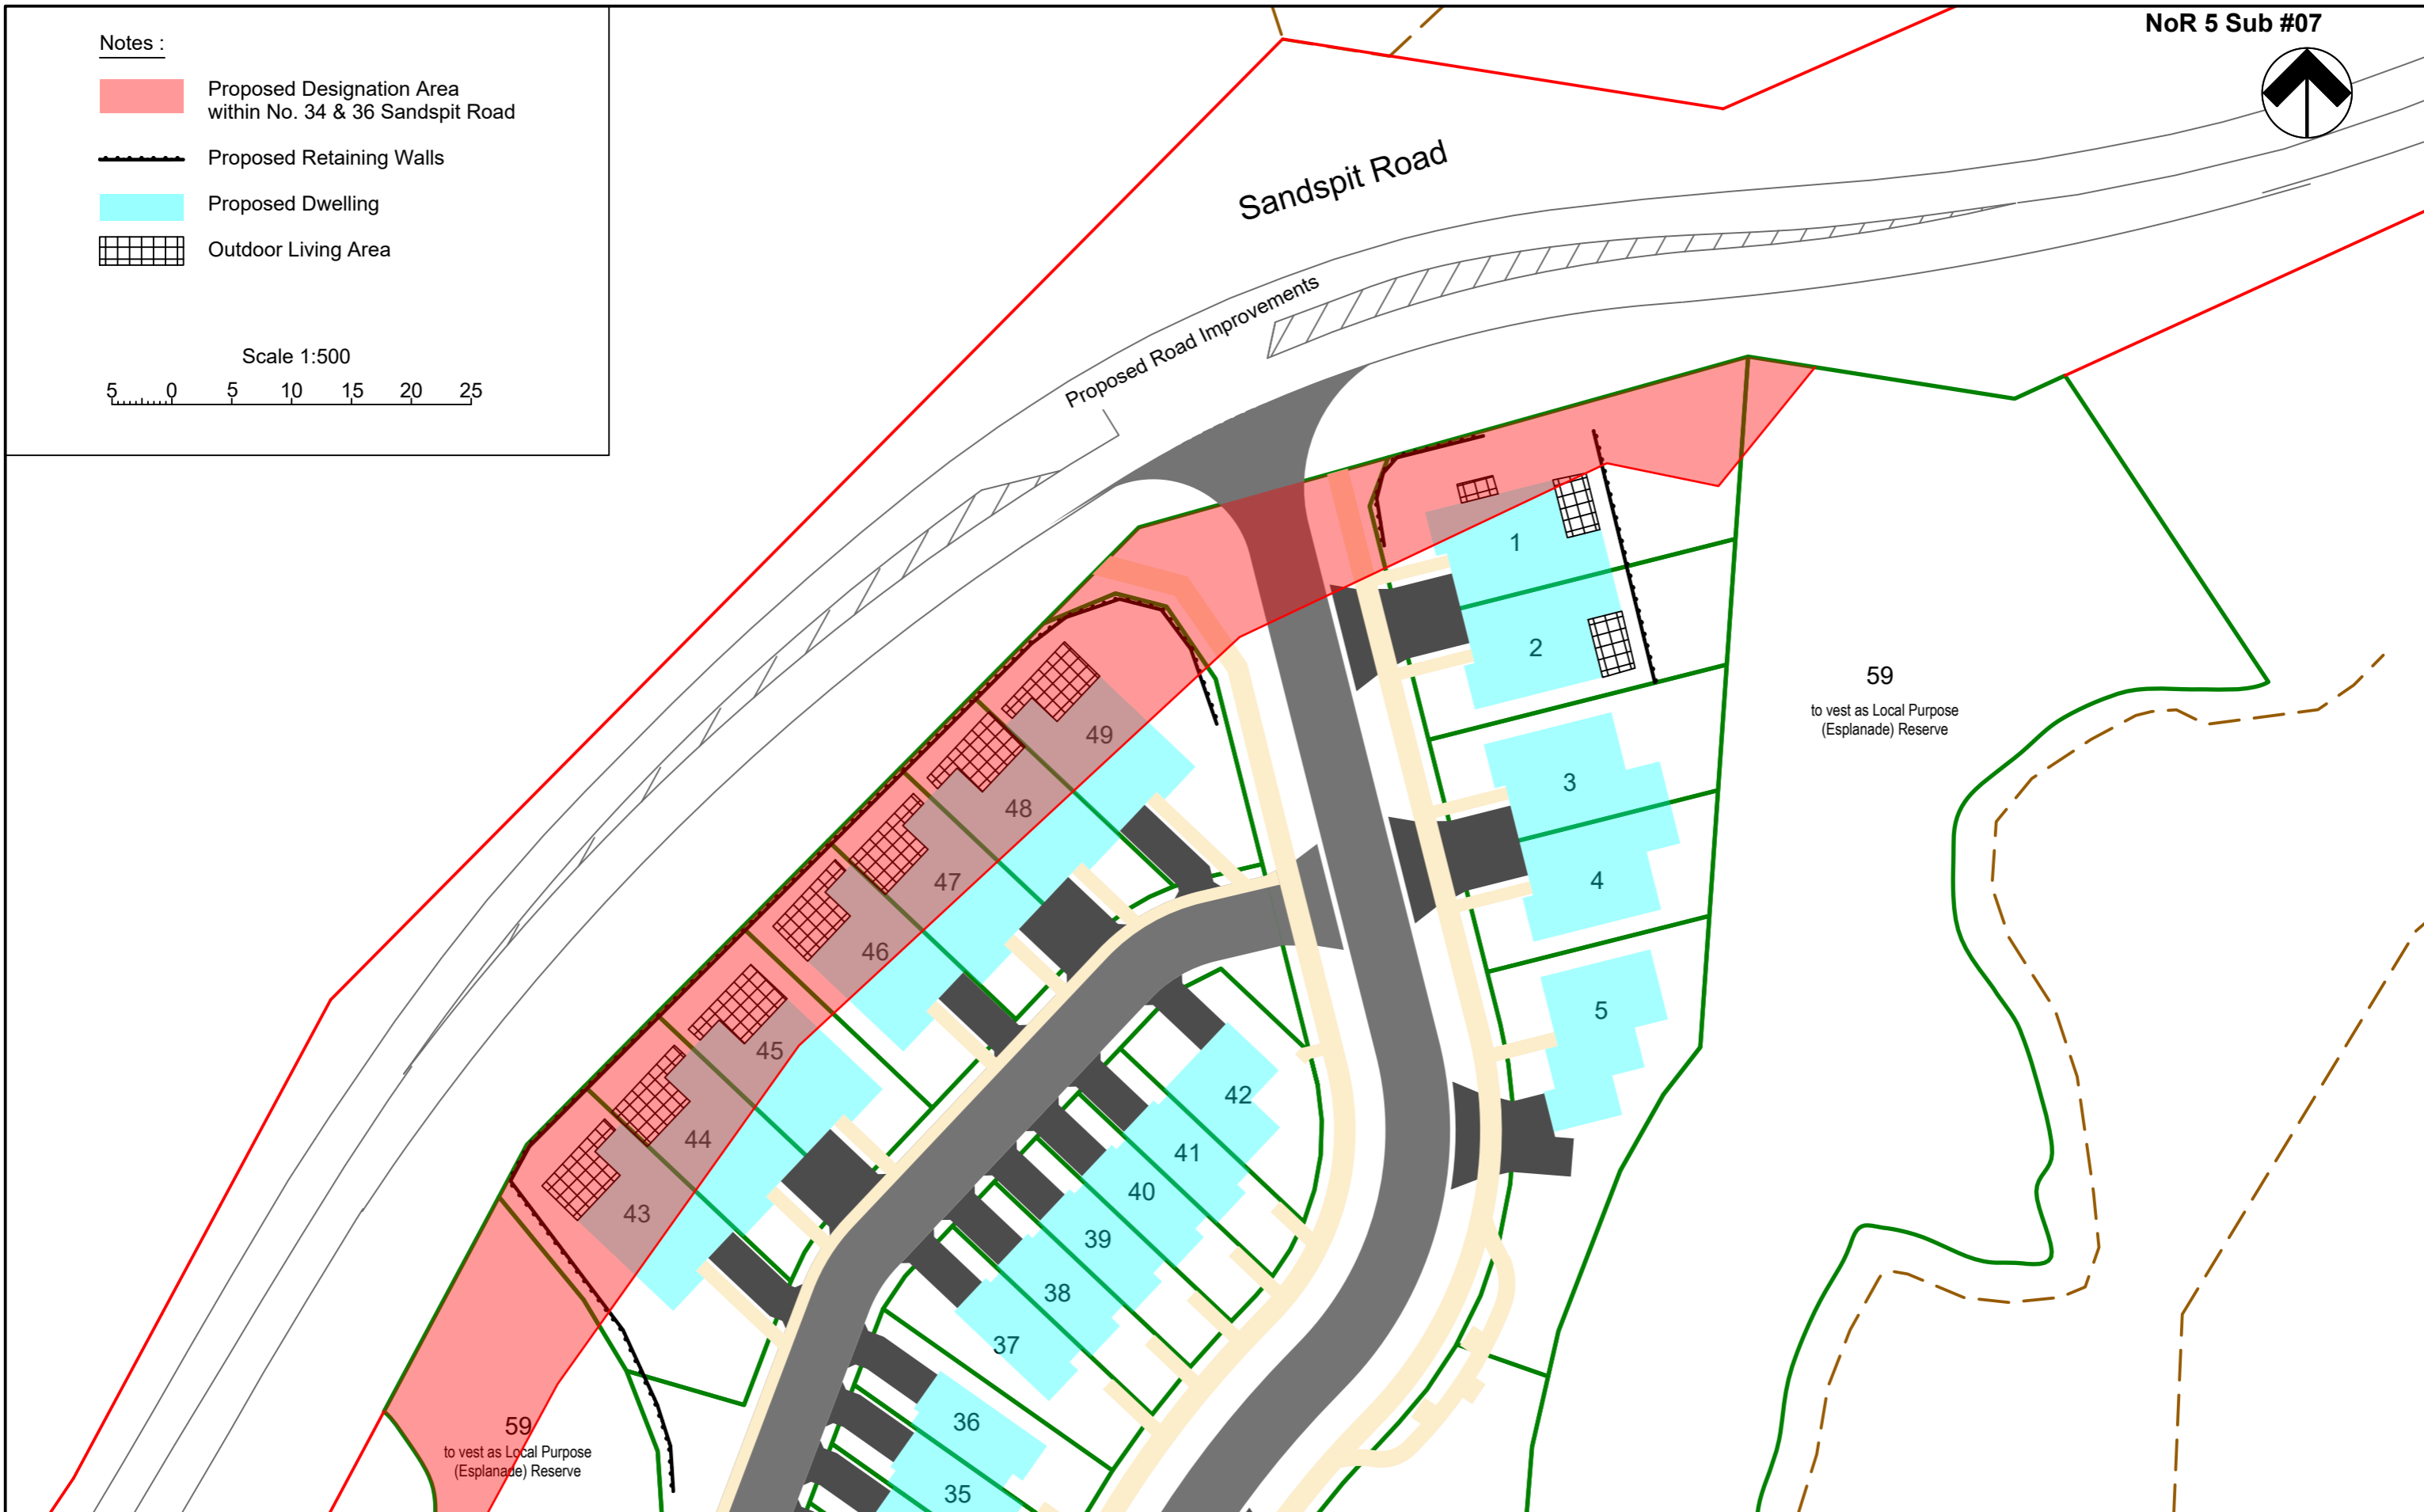 NoR 5 Sub #07
Notes :
Proposed Designation Area
within No. 34 & 36 Sandspit Road
Proposed Retaining Walls
Proposed Dwelling
Outdoor Living Area
Scale 1:500
5 0 5 10 15 20 25
Sandspit Road
Proposed Road Improvements
1
2
59
to vest as Local Purpose
(Esplanade) Reserve
49
3
48
47
4
46
5
45
42
44
41
40
43
39
38
37
36
59
to vest as Local Purpose
(Esplanade) Reserve
35